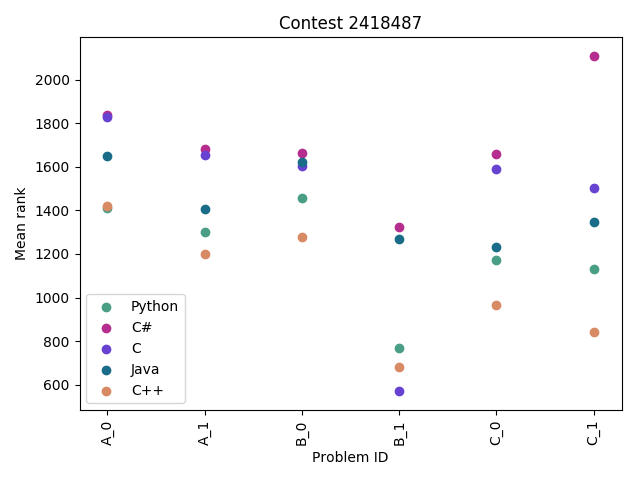 Contest 2418487
Mean rank
2000
1800
1600
1400
1200
1000
800
600
Python
C#
C
Java
C++
A_0
A_1
B_0
B_1
C_0
C_1
Problem ID